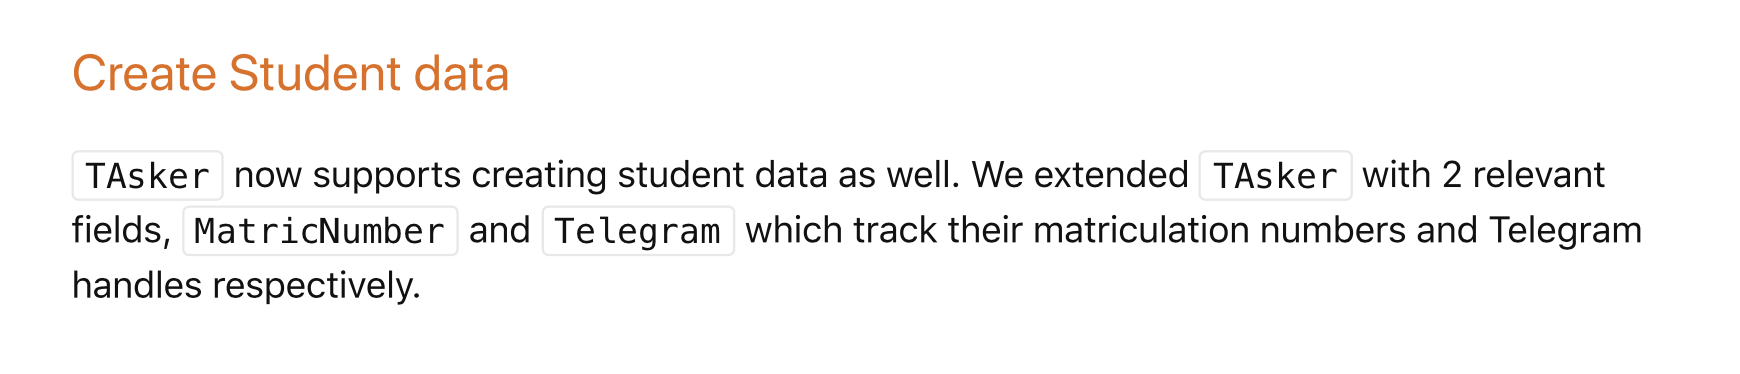 Create Student data
TAsker now supports creating student data as well. We extended TAsker with 2 relevant
fields, MatricNumber and Telegram which track their matriculation numbers and Telegram
handles respectively.